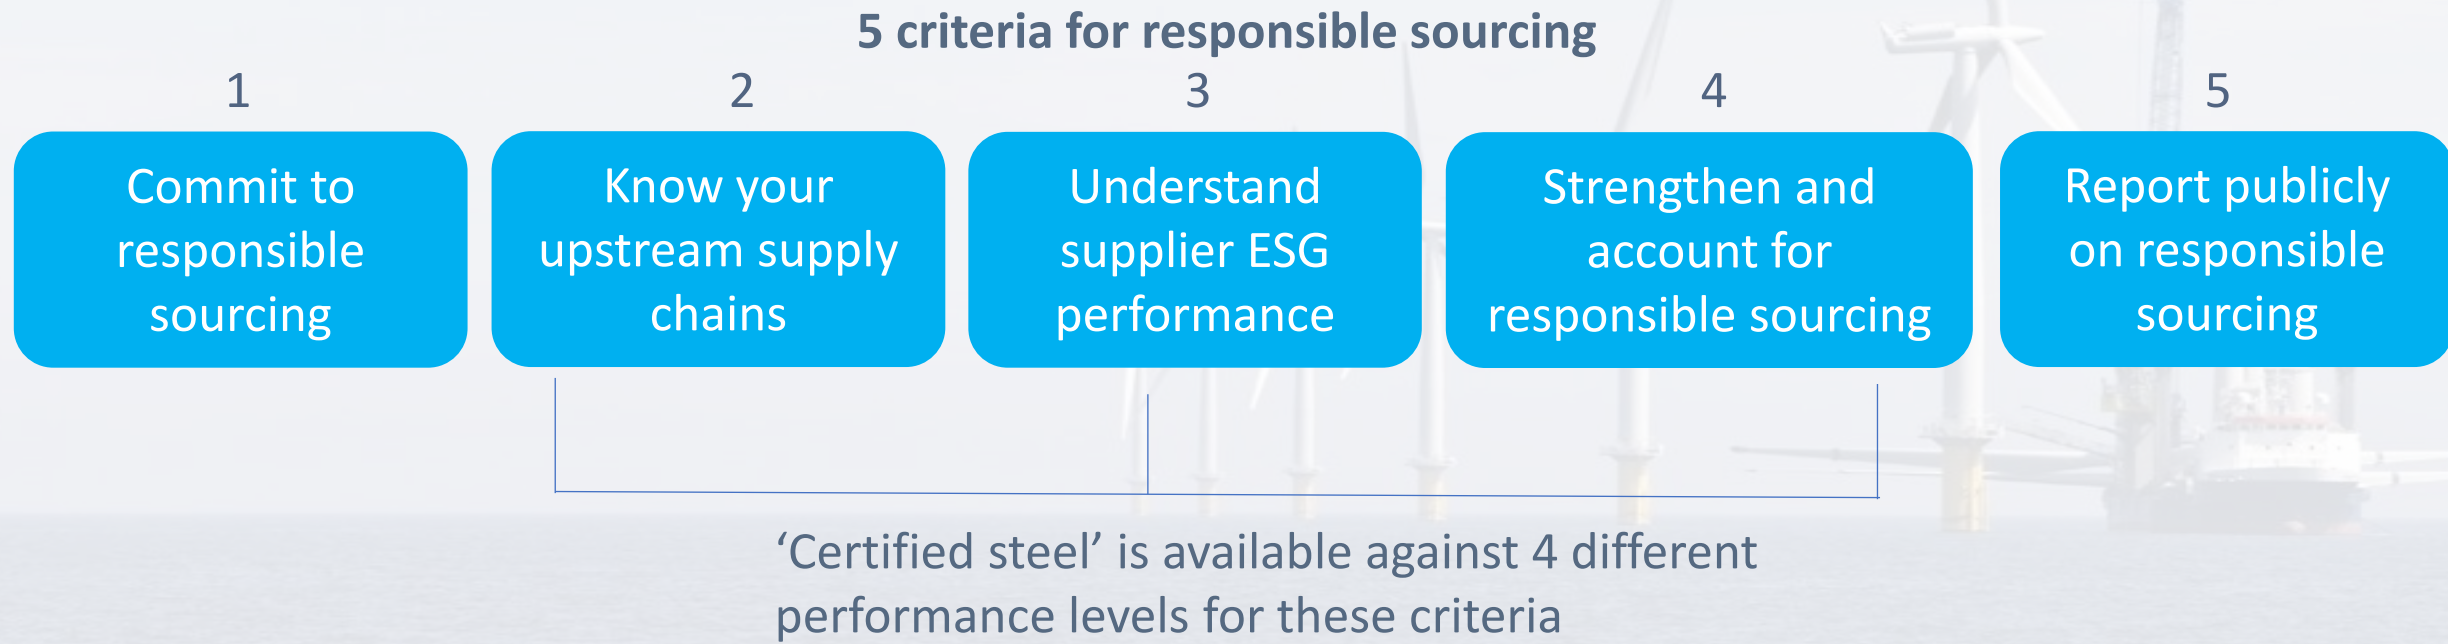 5 criteria for responsible sourcing
1
2
3
4
5
Commit to
responsible
sourcing
Know your
upstream supply
chains
Understand
supplier ESG
performance
Strengthen and
account for
responsible sourcing
Report publicly
on responsible
sourcing
‘Certified steel’ is available against 4 different
performance levels for these criteria